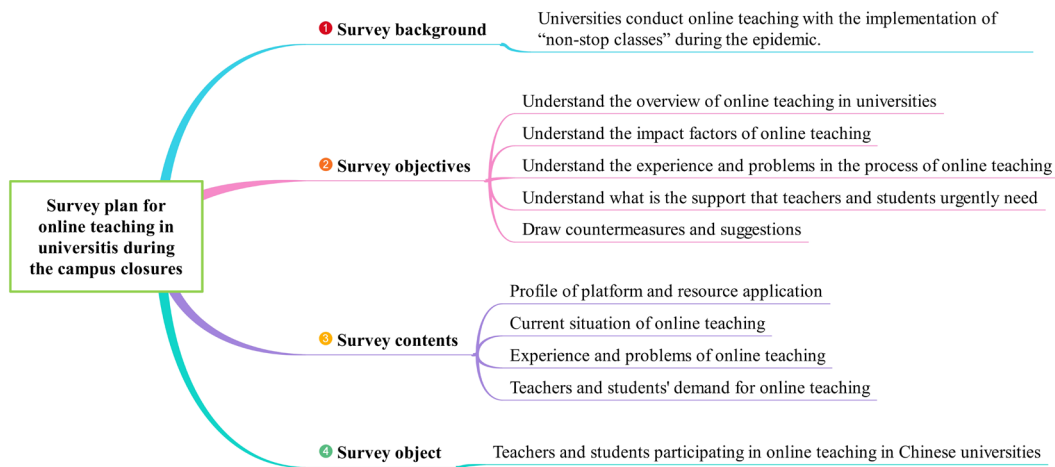 Survey plan for
online teaching in
universitis during
the campus closures
1 Survey background
Universities conduct online teaching with the implementation of
“non-stop classes” during the epidemic.
2 Survey objectives
Understand the overview of online teaching in universities
Understand the impact factors of online teaching
Understand the experience and problems in the process of online teaching
Understand what is the support that teachers and students urgently need
Draw countermeasures and suggestions
3 Survey contents
Profile of platform and resource application
Current situation of online teaching
Experience and problems of online teaching
Teachers and students' demand for online teaching
4 Survey object
Teachers and students participating in online teaching in Chinese universities